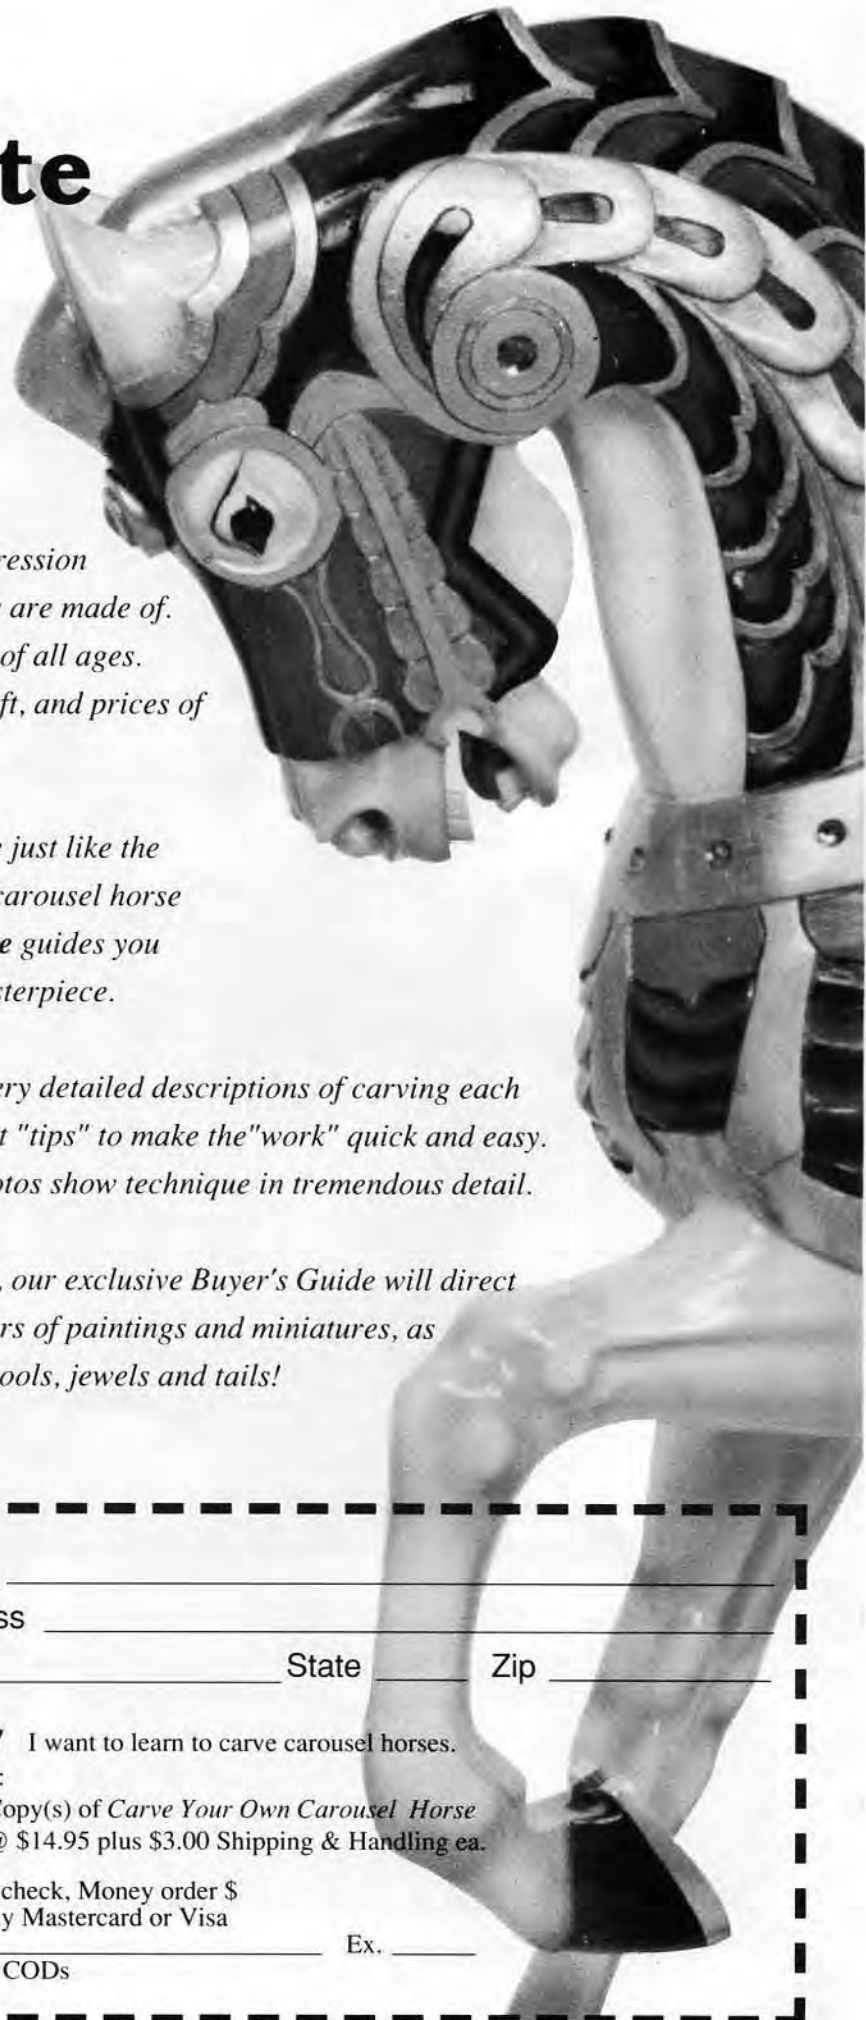 te
ression
are made of.
of all ages.
ft, and prices of
just like the
carousel horse
e guides you
sterpiece.
ery detailed descriptions of carving each
t "tips" to make the"work" quick and easy.
otos show technique in tremendous detail.
, our exclusive Buyer's Guide will direct
rs of paintings and miniatures, as
ools, jewels and tails!
ss
State Zip
I want to learn to carve carousel horses.
:
Copy(s) of Carve Your Own Carousel Horse
@ $14.95 plus $3.00 Shipping & Handling ea.
check, Money order $
y Mastercard or Visa
Ex.
CODs